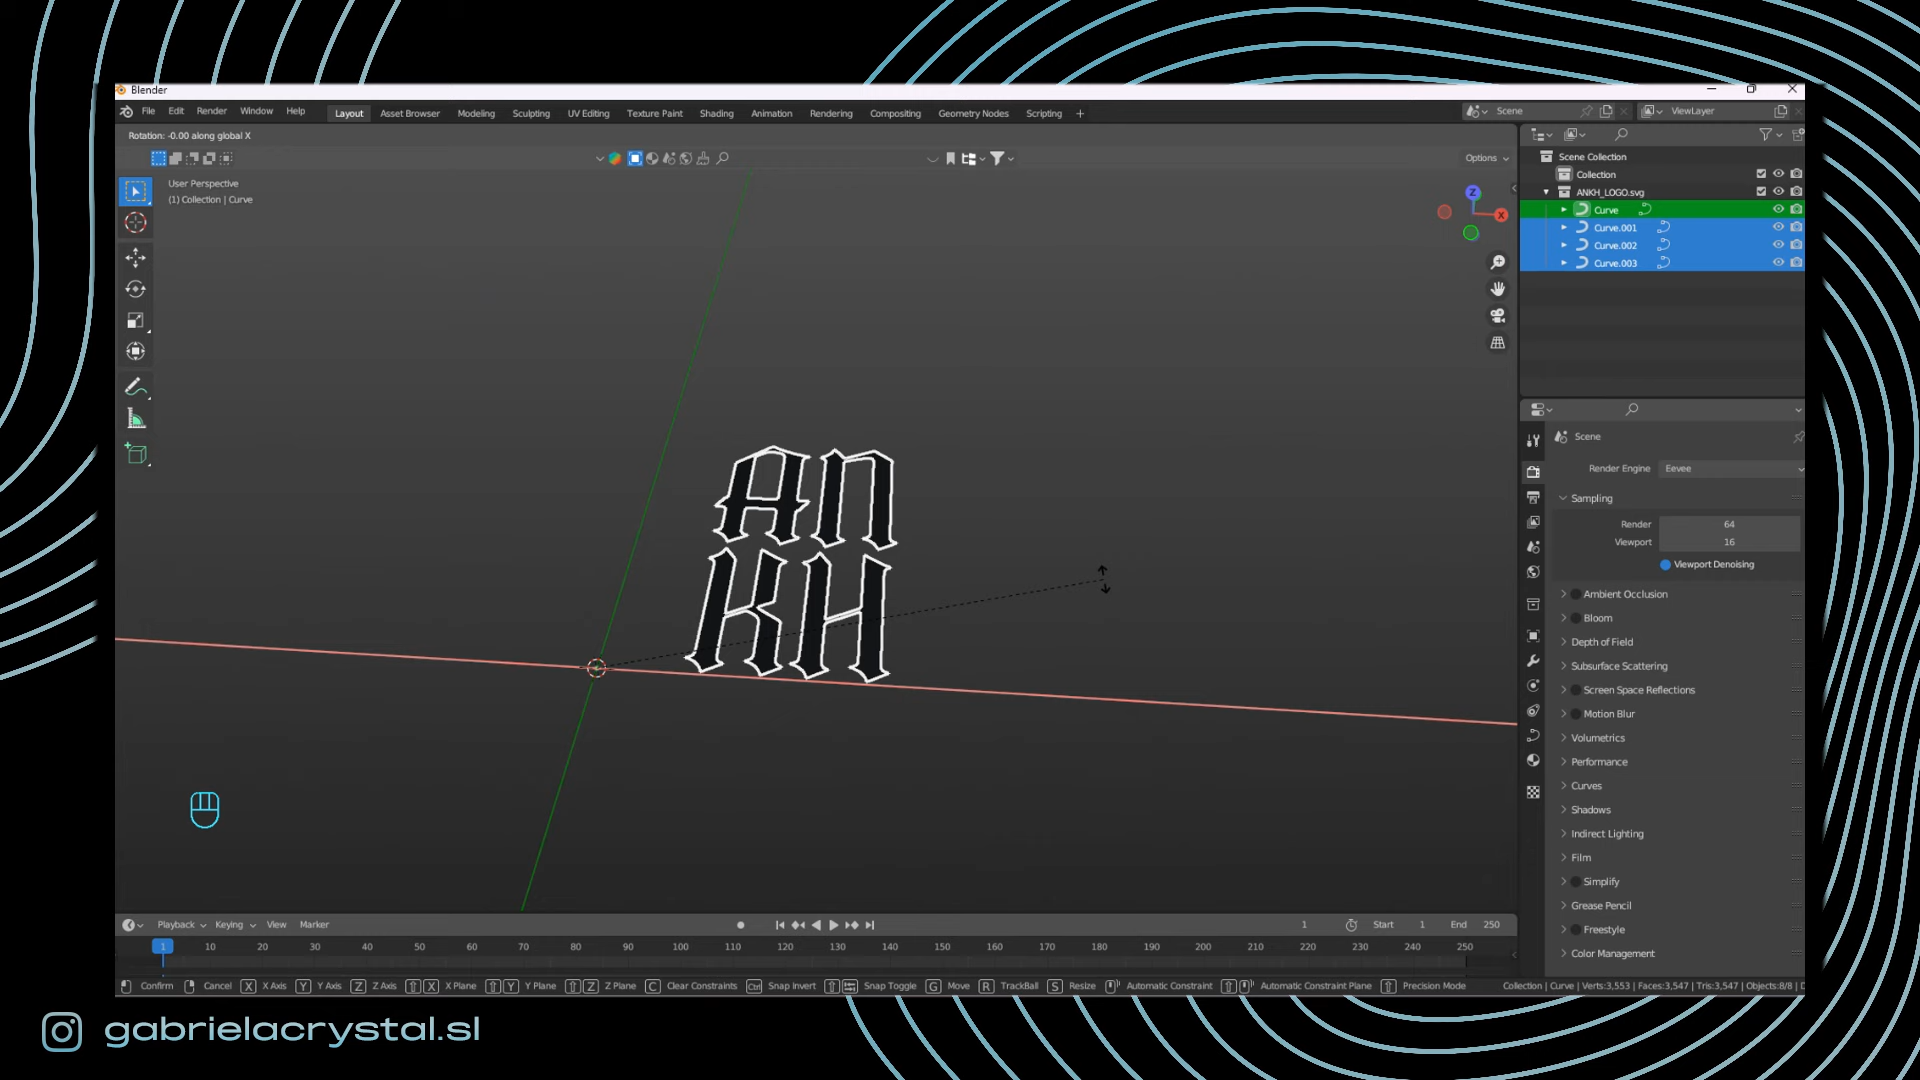 Blender
File Edit Render Window Help Layout Asset Browser Modeling Sculpting UV Editing Texture Paint Shading Animation Rendering Compositing Geometry Nodes Scripting + Scene ViewLayer
Rotation: -0.00 along global X
Options
User Perspective
(1) Collection | Curve
Z
X
AN
KH
Scene Collection
Collection
ANKH_LOGO.svg
Curve
Curve.001
Curve.002
Curve.003
Scene
Render Engine Eevee
Sampling
Render 64
Viewport 16
Viewport Denoising
Ambient Occlusion
Bloom
Depth of Field
Subsurface Scattering
Screen Space Reflections
Motion Blur
Volumetrics
Performance
Curves
Shadows
Indirect Lighting
Film
Simplify
Grease Pencil
Freestyle
Color Management
Playback Keying View Marker 1 Start 1 End 250
1 10 20 30 40 50 60 70 80 90 100 110 120 130 140 150 160 170 180 190 200 210 220 230 240 250
Confirm Cancel X X Axis Y Y Axis Z Z Axis X X Plane Y Y Plane Z Z Plane C Clear Constraints Ctrl Snap Invert Snap Toggle G Move R TrackBall S Resize Automatic Constraint Automatic Constraint Plane Precision Mode Collection | Curve | Verts:3,553 | Faces:3,547 | Tris:3,547 | Objects:8/8 |
gabrielacrystal.sl